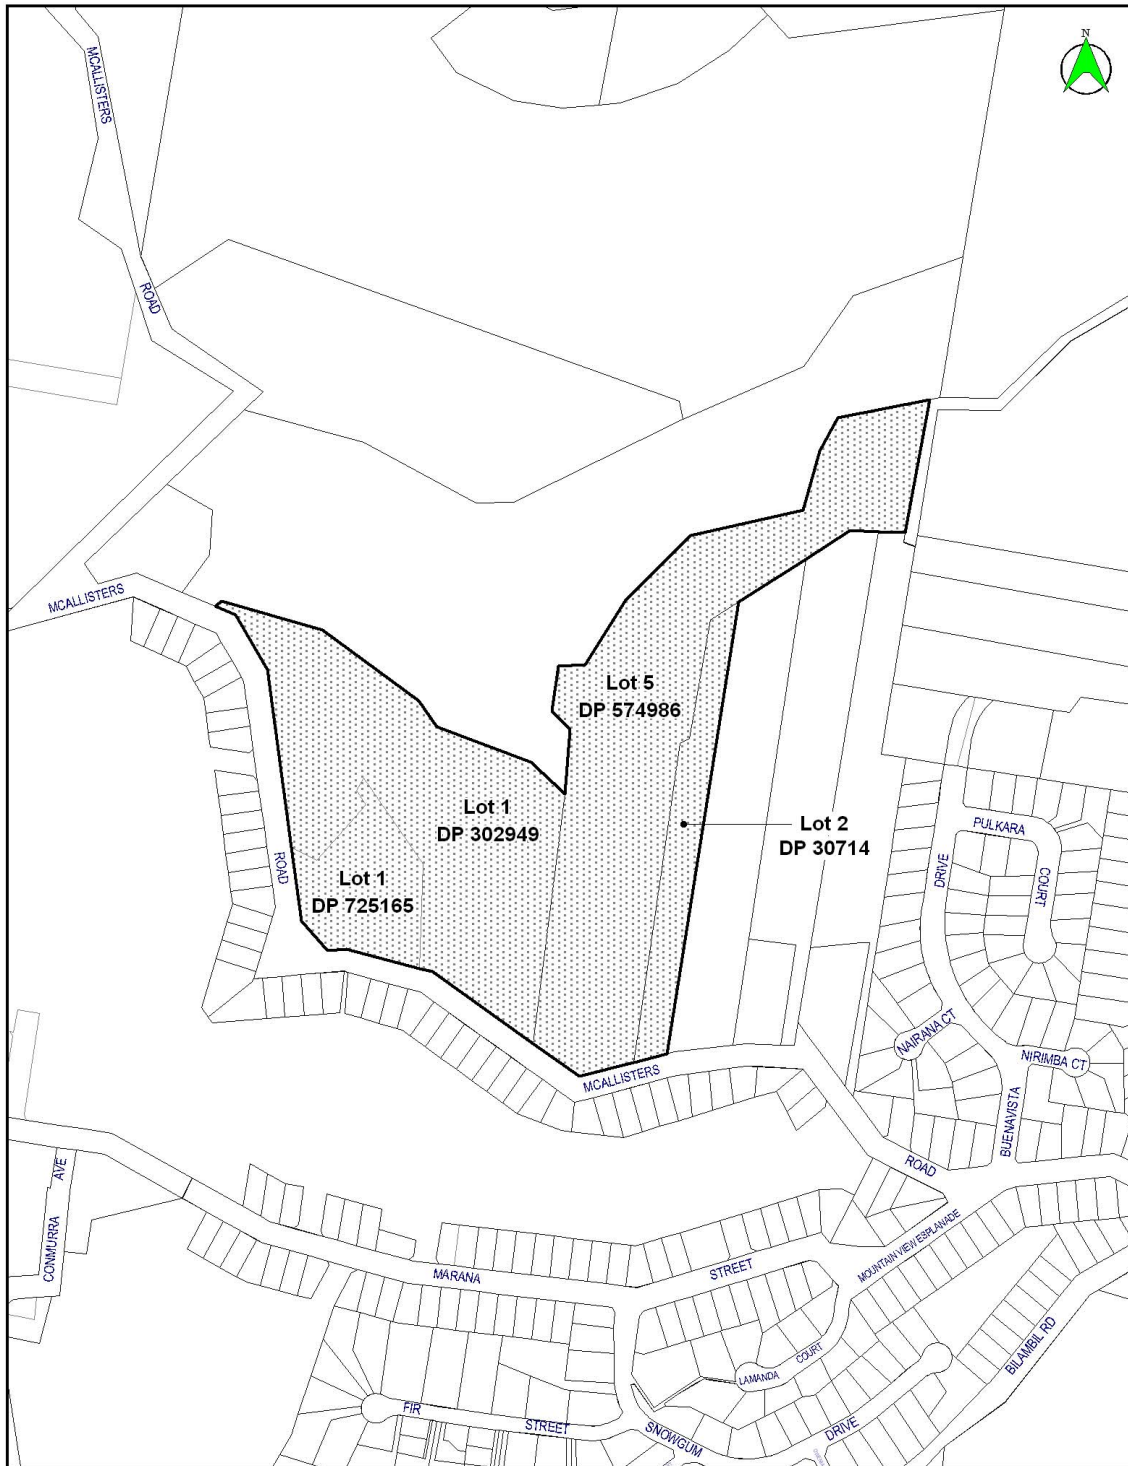 N
MCALLISTERS
ROAD
MCALLISTERS
Lot 5
DP 574986
Lot 1
DP 302949
Lot 2
DP 30714
PULKARA
COURT
DRIVE
ROAD
Lot 1
DP 725165
NAIRANA CT
NIRIMBA CT
MCALLISTERS
BUENAVISTA
ROAD
CONMURRA
AVE
MOUNTAIN VIEW ESPLANADE
MARANA
STREET
BILAMBIL RD
LAMANDA
COURT
FIR
STREET
SNOWGUM
DRIVE